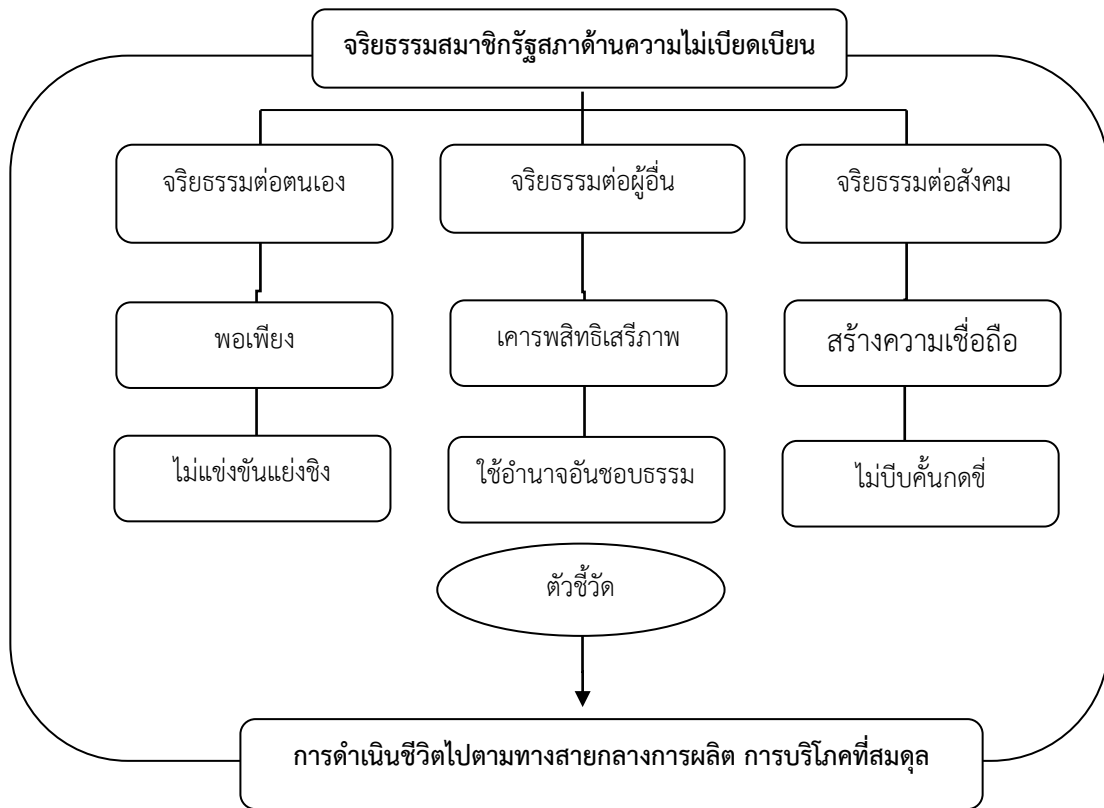 จริยธรรมสมาชิกรัฐสภาด้านความไม่เบียดเบียน
จริยธรรมต่อตนเอง
จริยธรรมต่อผู้อื่น
จริยธรรมต่อสังคม
พอเพียง
เคารพสิทธิเสรีภาพ
สร้างความเชื่อถือ
ไม่แข่งขันแย่งชิง
ใช้อำนาจอันชอบธรรม
ไม่บีบคั้นกดขี่
ตัวชี้วัด
การดำเนินชีวิตไปตามทางสายกลางการผลิต การบริโภคที่สมดุล